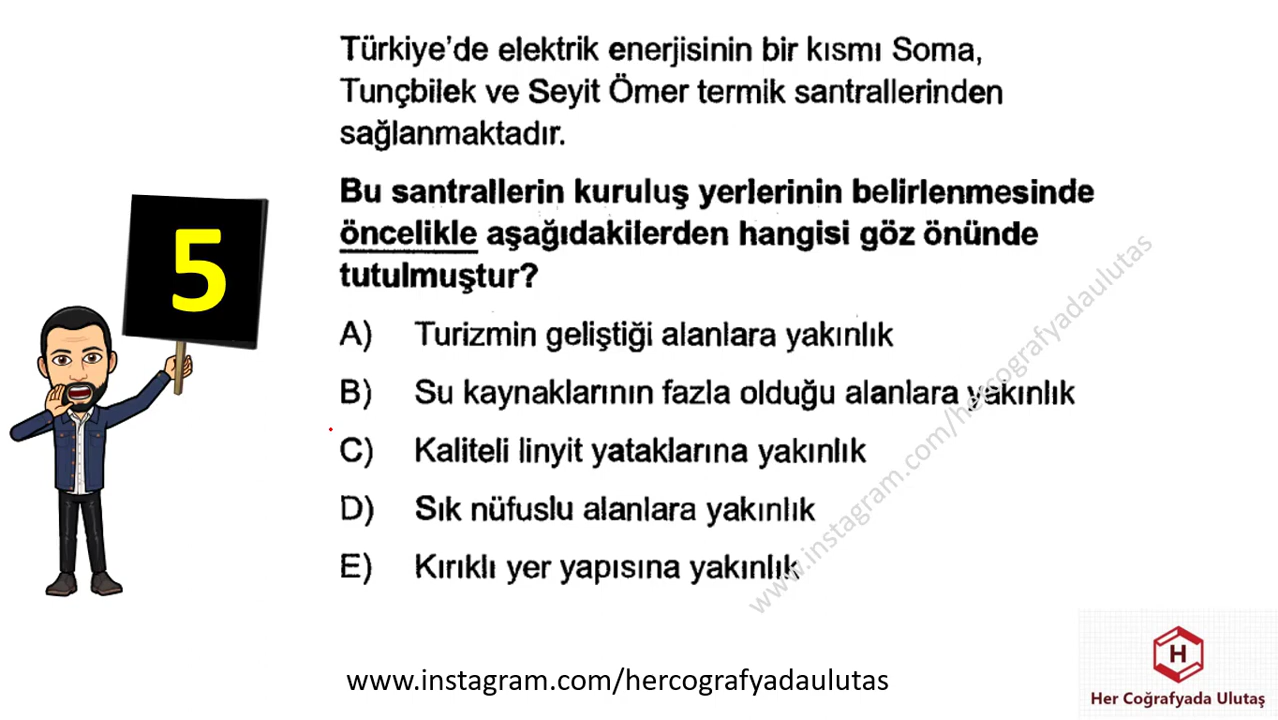 Türkiye'de elektrik enerjisinin bir kısmı Soma,
Tunçbilek ve Seyit Ömer termik santrallerinden
sağlanmaktadır.
Bu santrallerin kuruluş yerlerinin belirlenmesinde
öncelikle aşağıdakilerden hangisi göz önünde
tutulmuştur?
5
A) Turizmin geliştiği alanlara yakınlık
B) Su kaynaklarının fazla olduğu alanlara yakınlık
C) Kaliteli linyit yataklarına yakınlık
D) Sık nüfuslu alanlara yakınlık
E) Kırıklı yer yapısına yakınlık
www.instagram.com/hercografyadaulutas
www.instagram.com/hercografyadaulutas
H
Her Coğrafyada Ulutaş